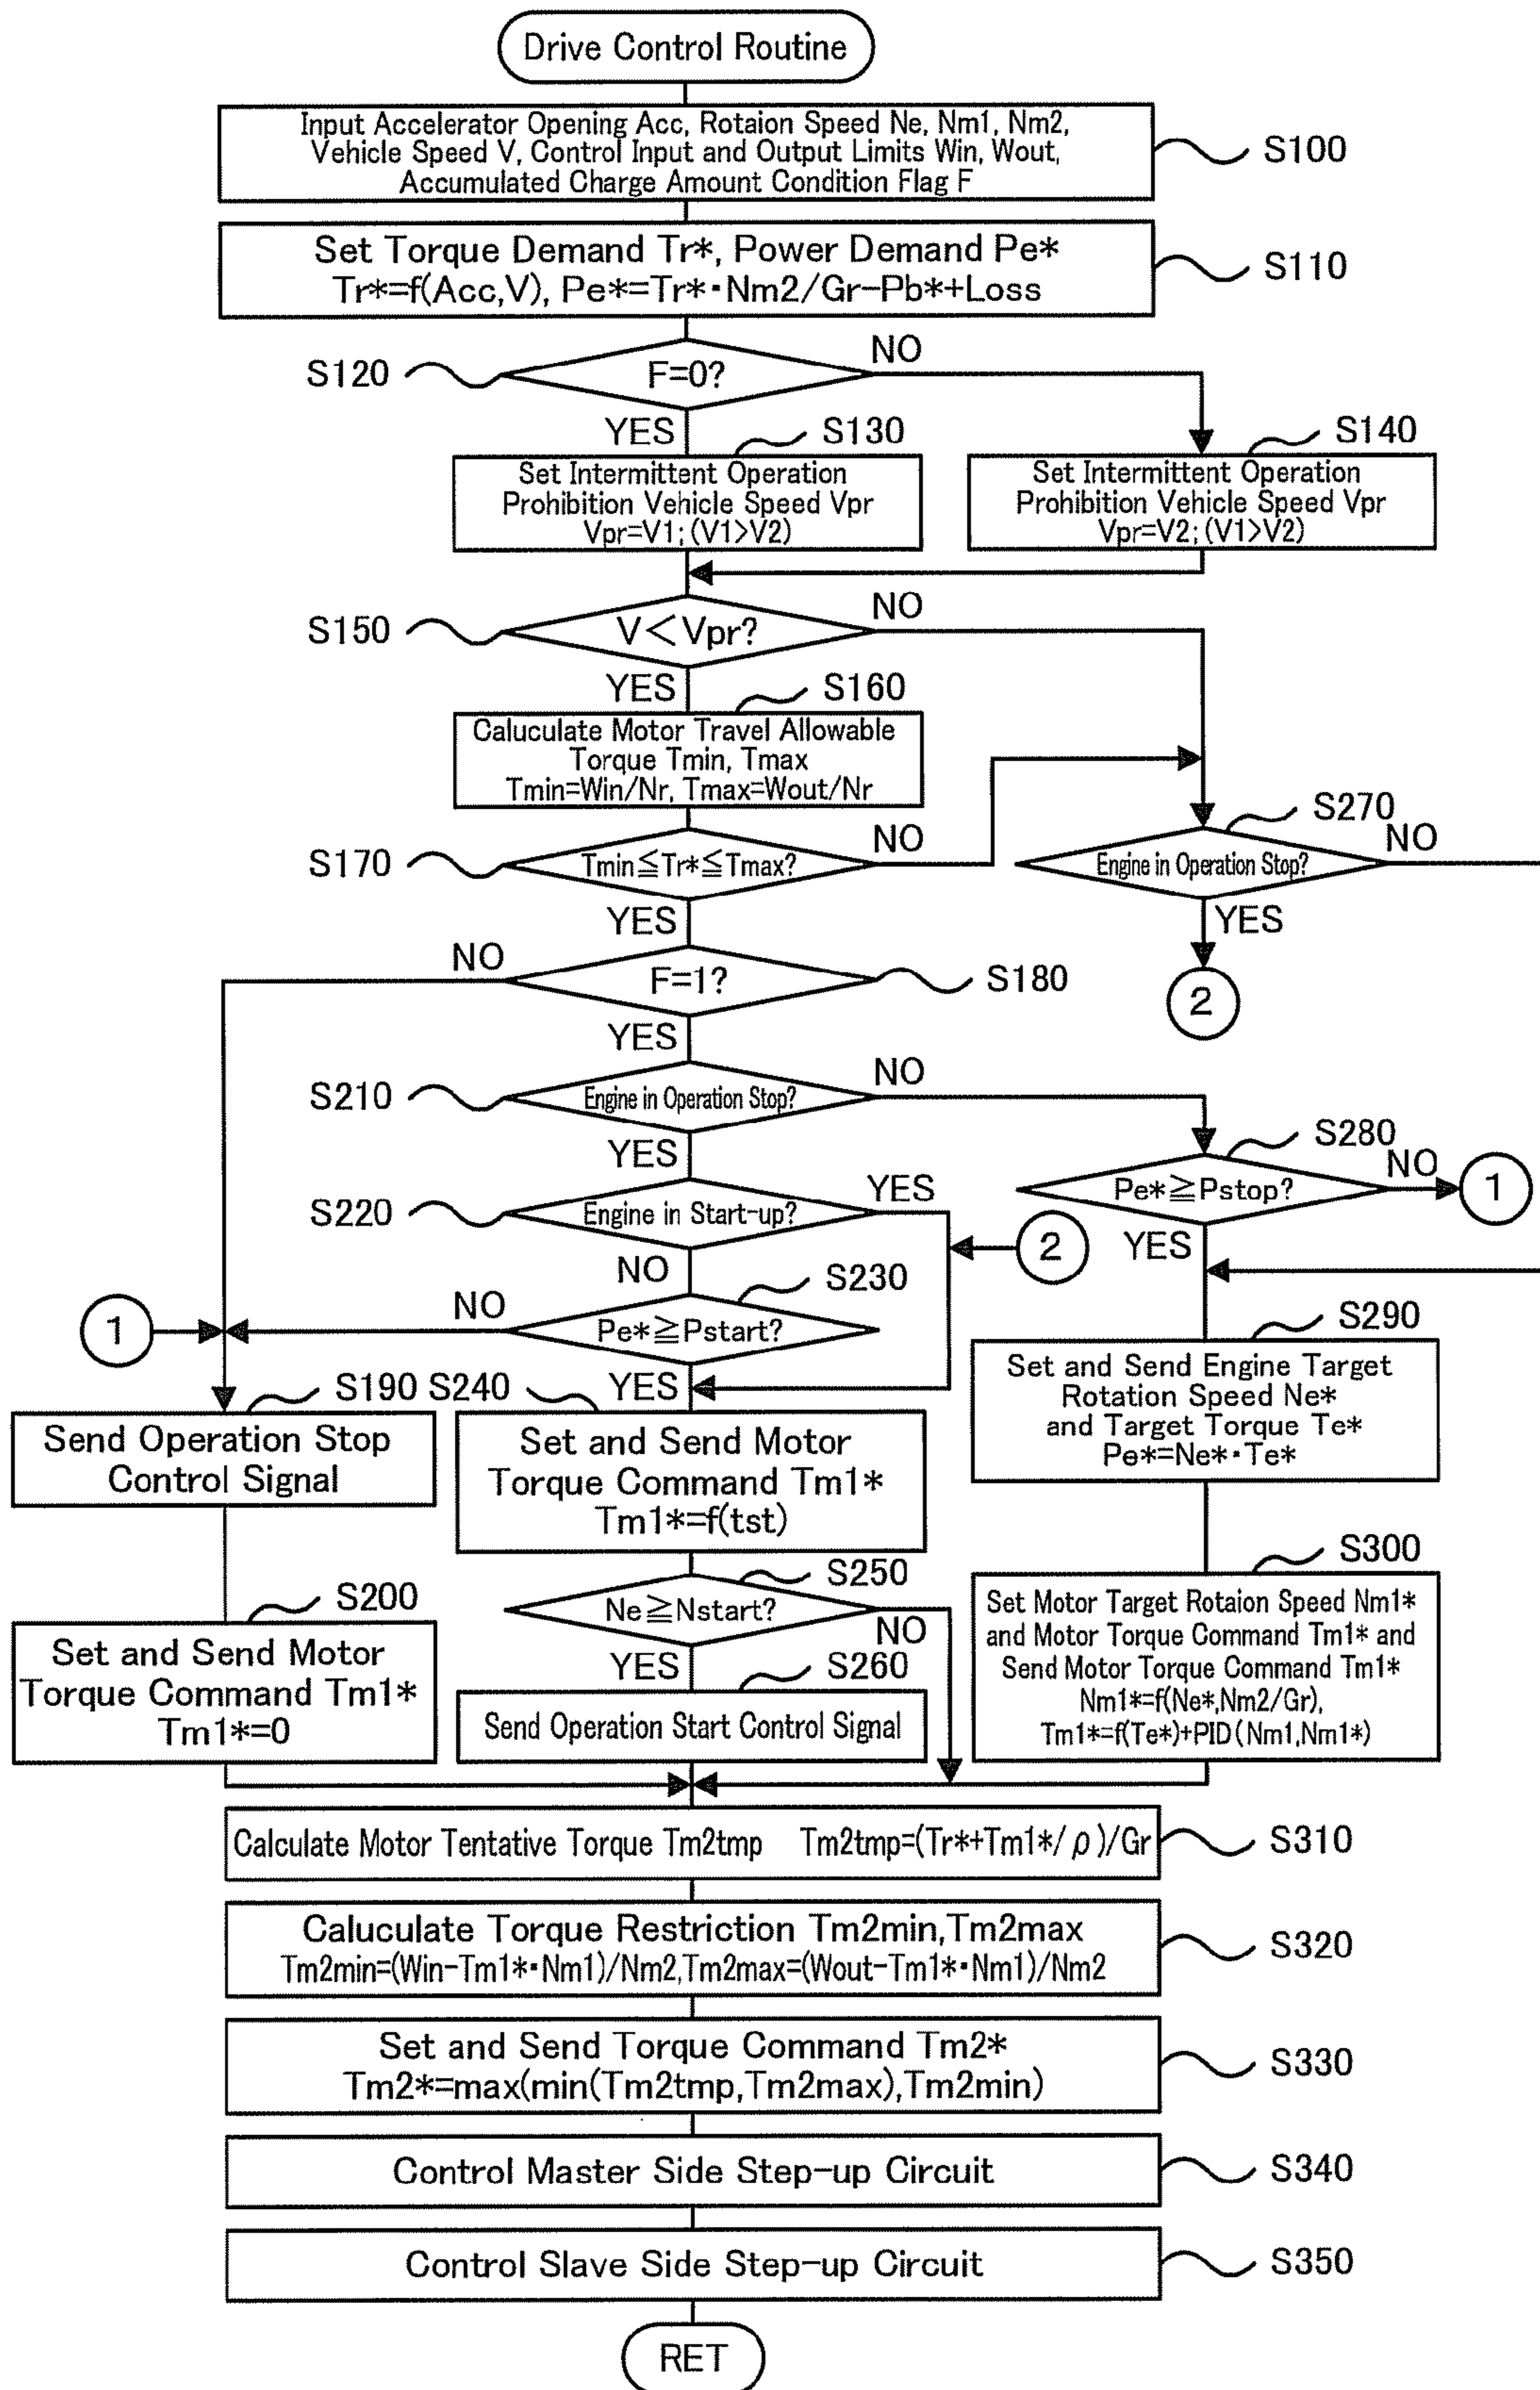 Drive Control Routine
Input Accelerator Opening Acc, Rotaion Speed Ne, Nm1, Nm2,
Vehicle Speed V, Control Input and Output Limits Win, Wout,
Accumulated Charge Amount Condition Flag F
S100
Set Torque Demand Tr*, Power Demand Pe*
Tr*=f(Acc,V), Pe*=Tr*·Nm2/Gr-Pb*+Loss
S110
S120
F=0?
NO
YES
S130
Set Intermittent Operation
Prohibition Vehicle Speed Vpr
Vpr=V1;(V1>V2)
S140
Set Intermittent Operation
Prohibition Vehicle Speed Vpr
Vpr=V2;(V1>V2)
S150
V<Vpr?
NO
YES
S160
Caluculate Motor Travel Allowable
Torque Tmin, Tmax
Tmin=Win/Nr, Tmax=Wout/Nr
S170
Tmin≦Tr*≦Tmax?
NO
YES
S270
Engine in Operation Stop?
NO
YES
2
NO
F=1?
S180
YES
S210
Engine in Operation Stop?
NO
YES
S280
Pe*≧Pstop?
NO
1
YES
S220
Engine in Start-up?
YES
NO
2
S230
1
NO
Pe*≧Pstart?
YES
S190
Send Operation Stop
Control Signal
S240
Set and Send Motor
Torque Command Tm1*
Tm1*=f(tst)
S290
Set and Send Engine Target
Rotation Speed Ne*
and Target Torque Te*
Pe*=Ne*·Te*
S200
Set and Send Motor
Torque Command Tm1*
Tm1*=0
S250
Ne≧Nstart?
NO
YES
S260
Send Operation Start Control Signal
S300
Set Motor Target Rotaion Speed Nm1*
and Motor Torque Command Tm1* and
Send Motor Torque Command Tm1*
Nm1*=f(Ne*,Nm2/Gr),
Tm1*=f(Te*)+PID(Nm1,Nm1*)
Calculate Motor Tentative Torque Tm2tmp Tm2tmp=(Tr*+Tm1*/ρ)/Gr
S310
Caluculate Torque Restriction Tm2min,Tm2max
Tm2min=(Win-Tm1*·Nm1)/Nm2,Tm2max=(Wout-Tm1*·Nm1)/Nm2
S320
Set and Send Torque Command Tm2*
Tm2*=max(min(Tm2tmp,Tm2max),Tm2min)
S330
Control Master Side Step-up Circuit
S340
Control Slave Side Step-up Circuit
S350
RET